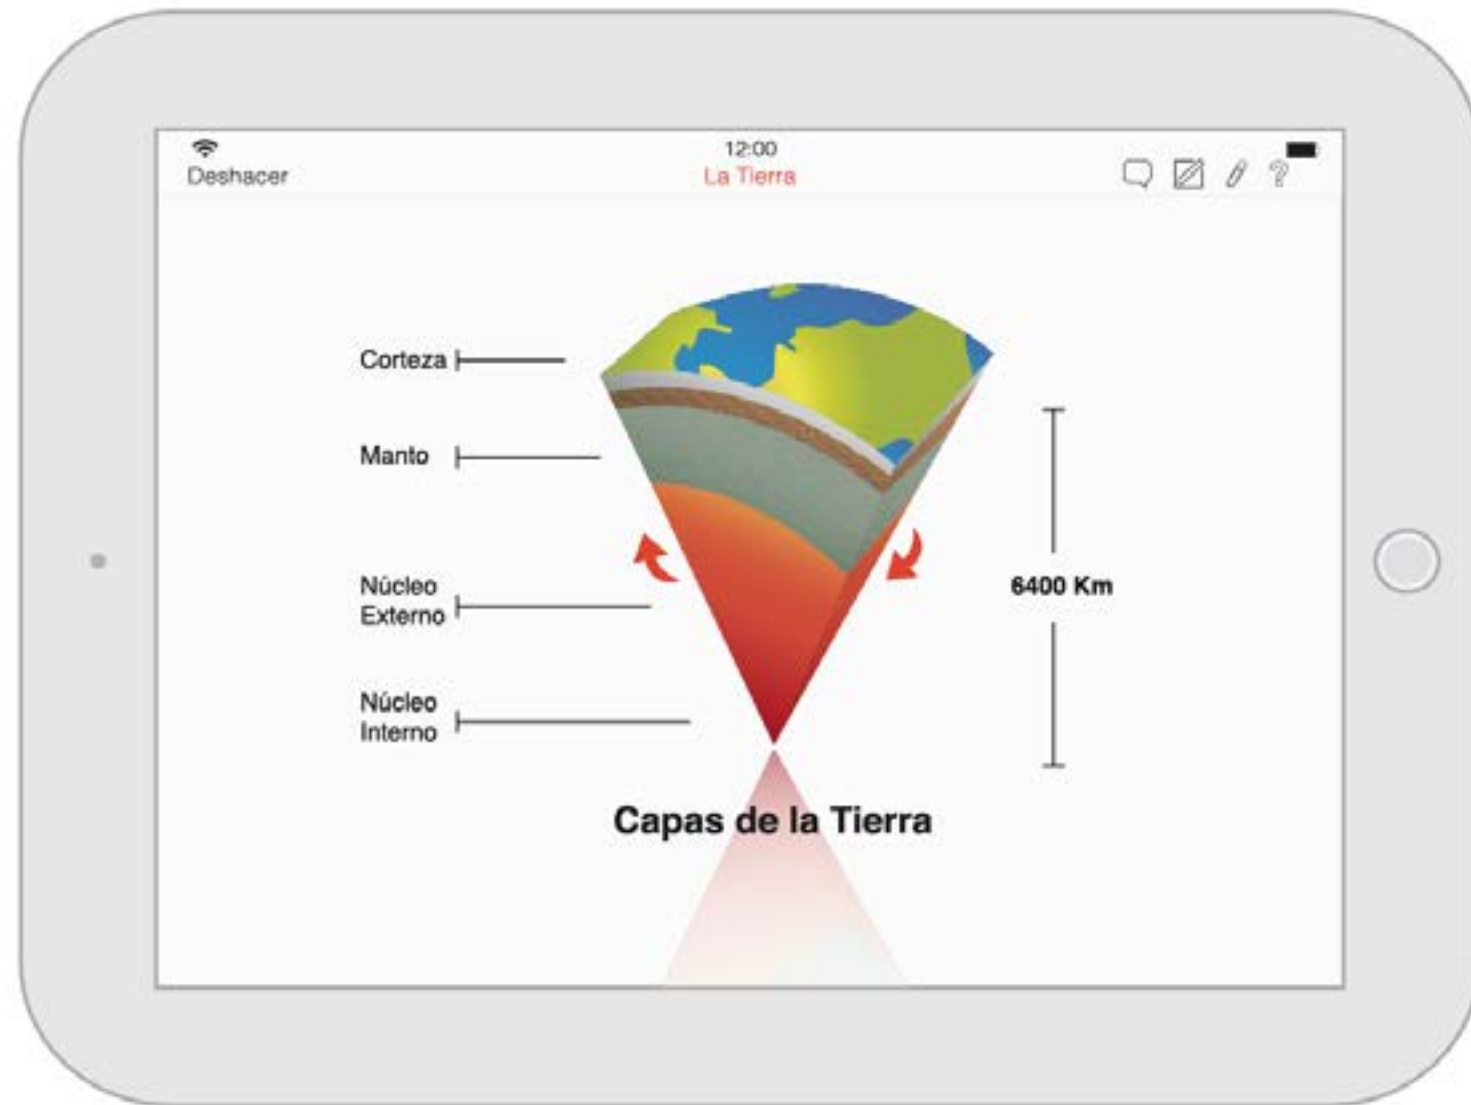 12:00
Deshacer
La Tierra
Corteza
Manto
Núcleo
Externo
6400 Km
Núcleo
Interno
Capas de la Tierra